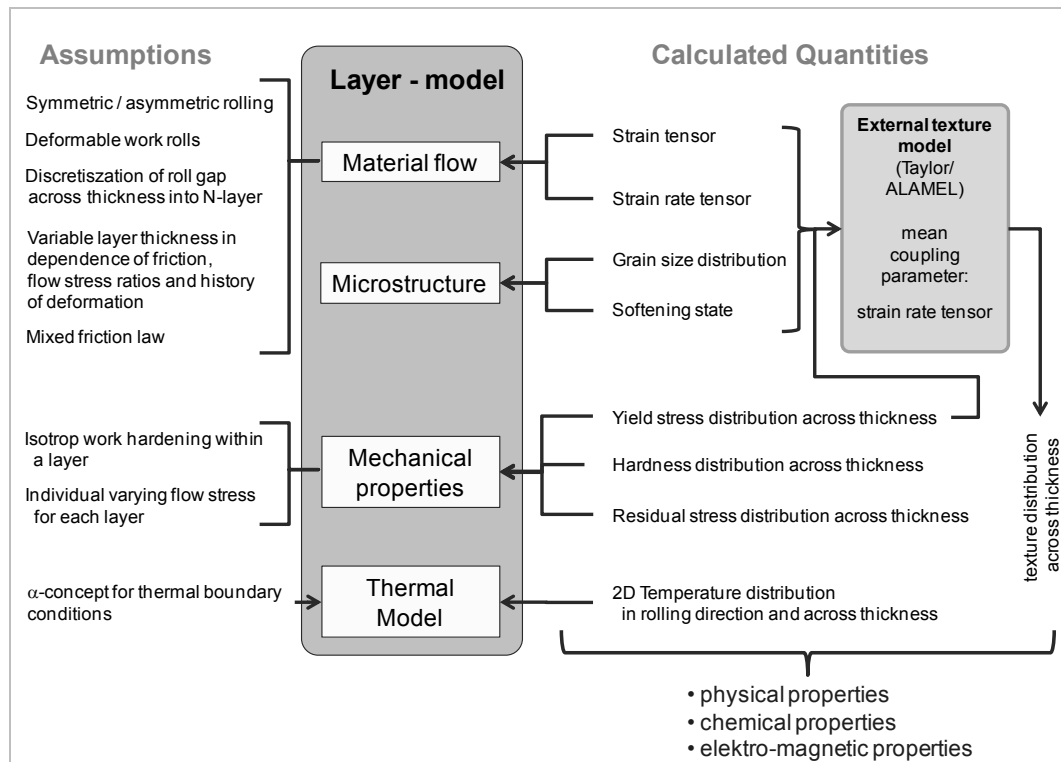 Assumptions
Symmetric / asymmetric rolling
Deformable work rolls
Discretiszation of roll gap
across thickness into N-layer
Variable layer thickness in
dependence of friction,
flow stress ratios and history
of deformation
Mixed friction law
Isotrop work hardening within
a layer
Individual varying flow stress
for each layer
α-concept for thermal boundary
conditions
Layer - model
Material flow
Microstructure
Mechanical
properties
Thermal
Model
Calculated Quantities
Strain tensor
Strain rate tensor
Grain size distribution
Softening state
Yield stress distribution across thickness
Hardness distribution across thickness
Residual stress distribution across thickness
2D Temperature distribution
in rolling direction and across thickness
External texture
model
(Taylor/
ALAMEL)
mean
coupling
parameter:
strain rate tensor
texture distribution
across thickness
• physical properties
• chemical properties
• elektro-magnetic properties